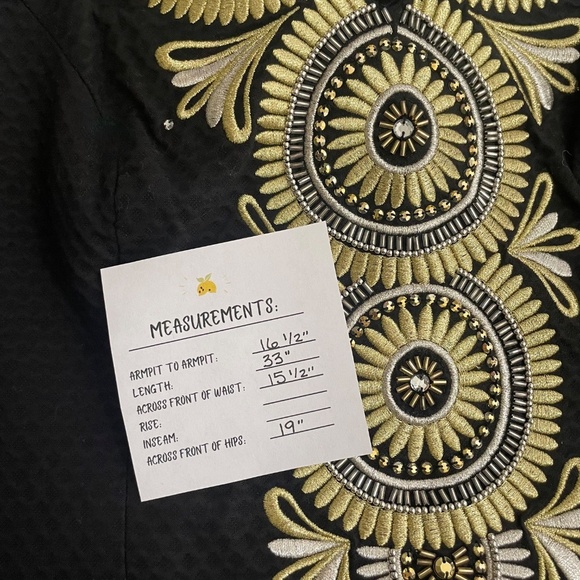 MEASUREMENTS:
ARMPIT TO ARMPIT: 16 1/2"
LENGTH: 33"
ACROSS FRONT OF WAIST: 15 1/2"
RISE:
INSEAM:
ACROSS FRONT OF HIPS: 19"